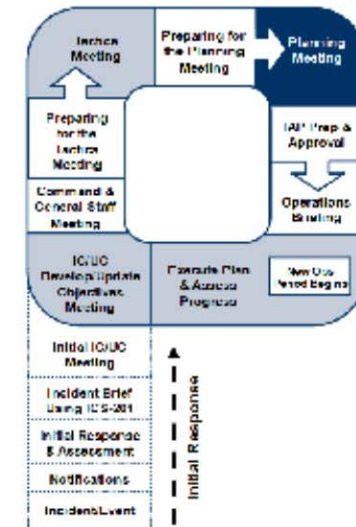 Tactics
Meeting
Preparing for
the Planning
Meeting
Planning
Meeting
Preparing
for the
Tactics
Meeting
IAP Prep &
Approval
Command &
General Staff
Meeting
Operations
Briefing
IC/UC
Develop/Update
Objectives
Meeting
Execute Plan
& Assess
Progress
New Ops
Period Begins
Initial IC/UC
Meeting
Incident Brief
Using ICS-201
Initial Response
& Assessment
Notifications
Incident/Event
Initial Response